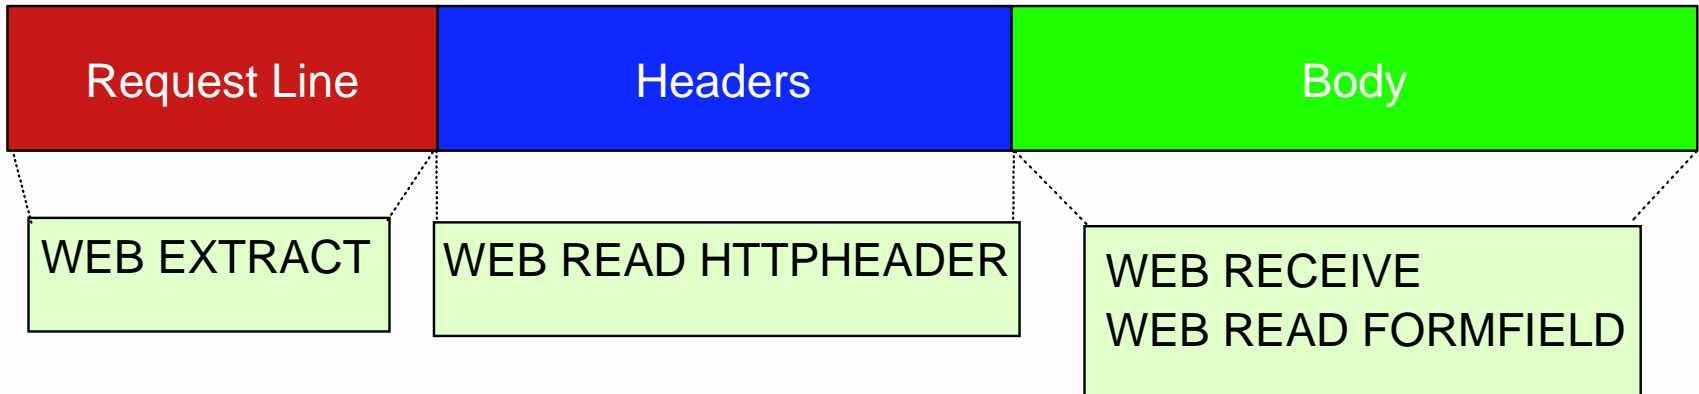 Request Line
Headers
Body
WEB EXTRACT
WEB READ HTTPHEADER
WEB RECEIVE
WEB READ FORMFIELD